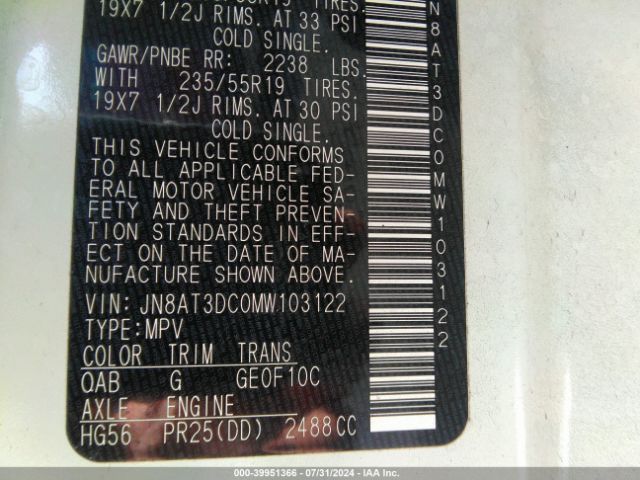 TIRES.
19X7 1/2J RIMS. AT 33 PSI
COLD SINGLE.
GAWR/PNBE RR: 2238 LBS.
WITH 235/55R19 TIRES.
19X7 1/2J RIMS. AT 30 PSI
COLD SINGLE.
THIS VEHICLE CONFORMS
TO ALL APPLICABLE FED-
ERAL MOTOR VEHICLE SA-
FETY AND THEFT PREVEN-
TION STANDARDS IN EFF-
ECT ON THE DATE OF MA-
NUFACTURE SHOWN ABOVE.
VIN: JN8AT3DC0MW103122
TYPE:MPV
COLOR TRIM TRANS
QAB G GE0F10C
AXLE ENGINE
HG56 PR25(DD) 2488CC
N8AT3DC0MW103122
000-39951366 - 07/31/2024 - IAA Inc.